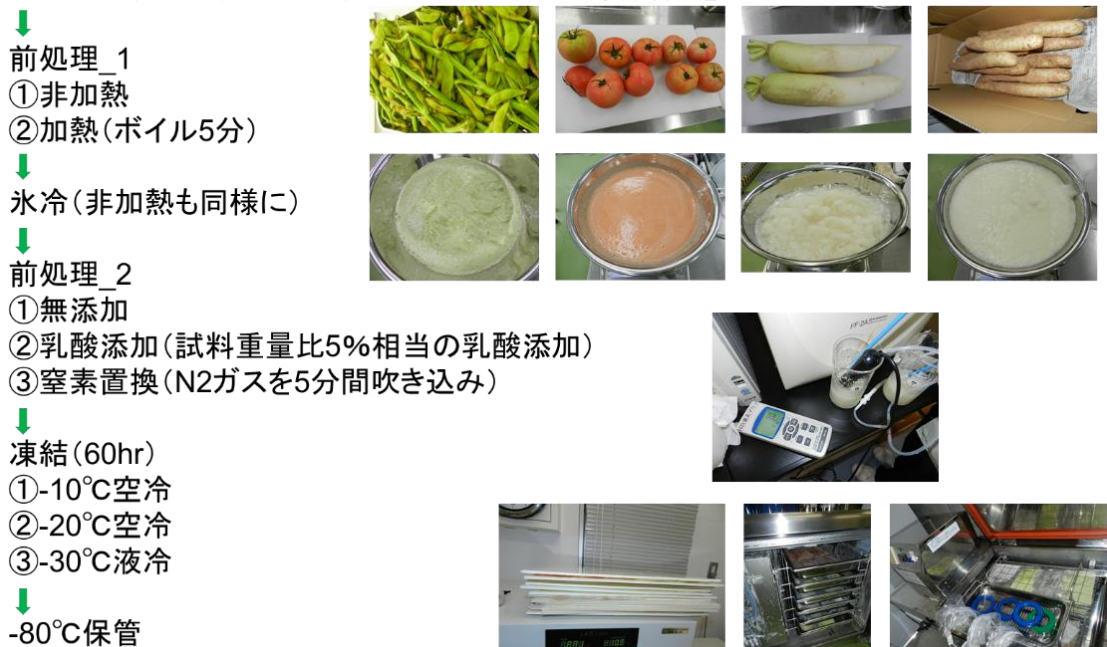 ↓
前処理_1
①非加熱
②加熱(ボイル5分)
↓
氷冷(非加熱も同様に)
↓
前処理_2
①無添加
②乳酸添加(試料重量比5%相当の乳酸添加)
③窒素置換(N2ガスを5分間吹き込み)
↓
凍結(60hr)
①-10℃空冷
②-20℃空冷
③-30℃液冷
↓
-80℃保管